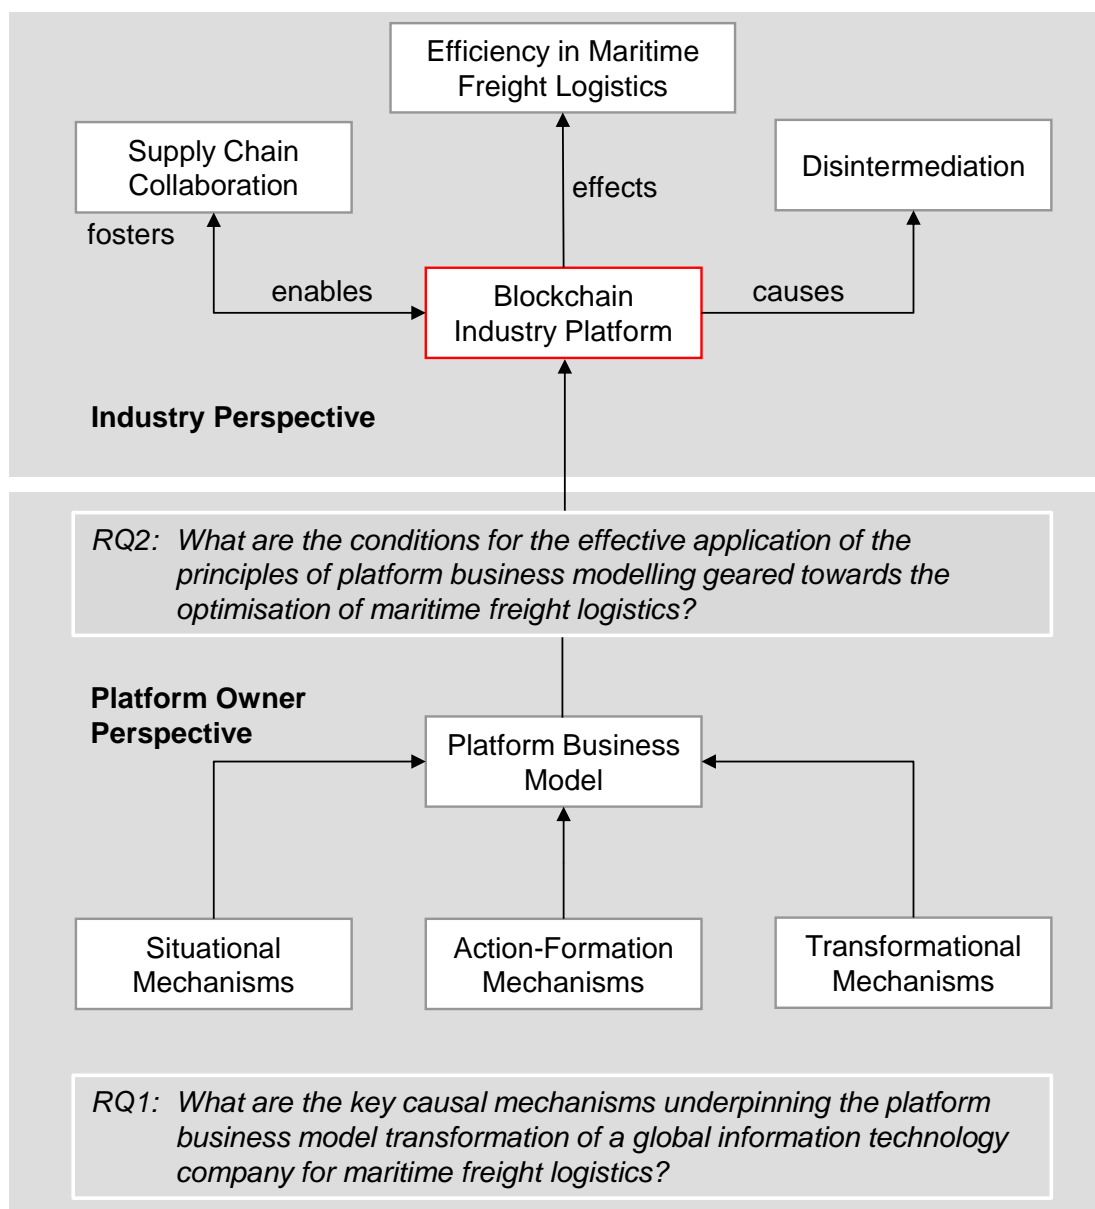 Efficiency in Maritime
Freight Logistics
Supply Chain
Collaboration
Disintermediation
effects
fosters
enables
Blockchain
Industry Platform
causes
Industry Perspective
RQ2: What are the conditions for the effective application of the
principles of platform business modelling geared towards the
optimisation of maritime freight logistics?
Platform Owner
Perspective
Platform Business
Model
Situational
Mechanisms
Action-Formation
Mechanisms
Transformational
Mechanisms
RQ1: What are the key causal mechanisms underpinning the platform
business model transformation of a global information technology
company for maritime freight logistics?